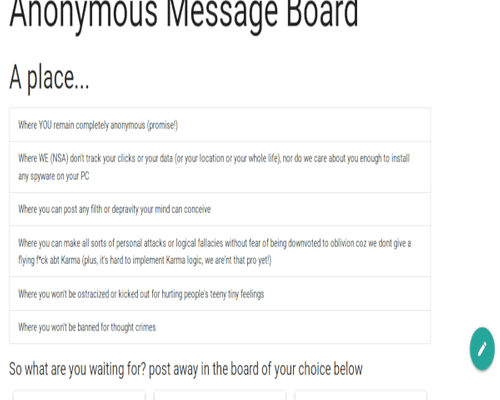 Anonymous Message Board
A place...
Where YOU remain completely anonymous (promise!)
Where WE (NSA) don't track your clicks or your data (or your location or your whole life), nor do we care about you enough to install
any spyware on your PC
Where you can post any filth or depravity your mind can conceive
Where you can make all sorts of personal attacks or logical fallacies without fear of being downvoted to oblivion coz we dont give a
flying f*ck abt Karma (plus, it's hard to implement Karma logic, we are'nt that pro yet!)
Where you won't be ostracized or kicked out for hurting people's teeny tiny feelings
Where you won't be banned for thought crimes
So what are you waiting for? post away in the board of your choice below